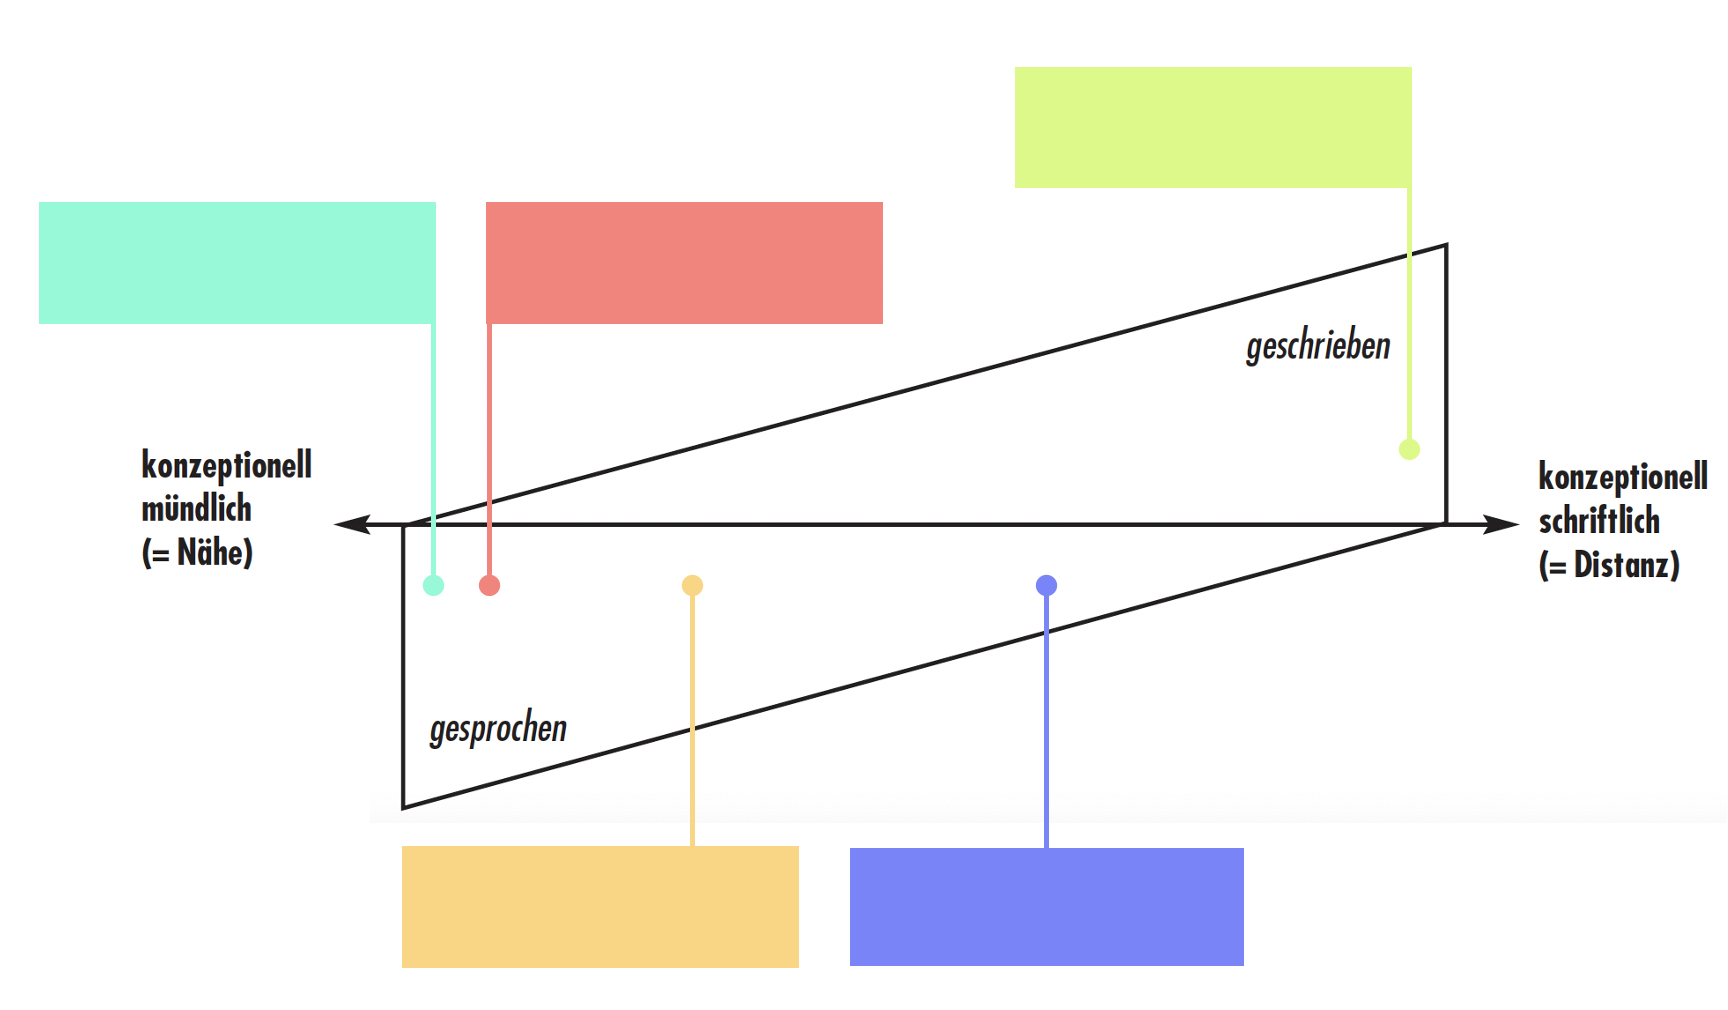 geschrieben
konzeptionell
mündlich
(= Nähe)
konzeptionell
schriftlich
(= Distanz)
gesprochen